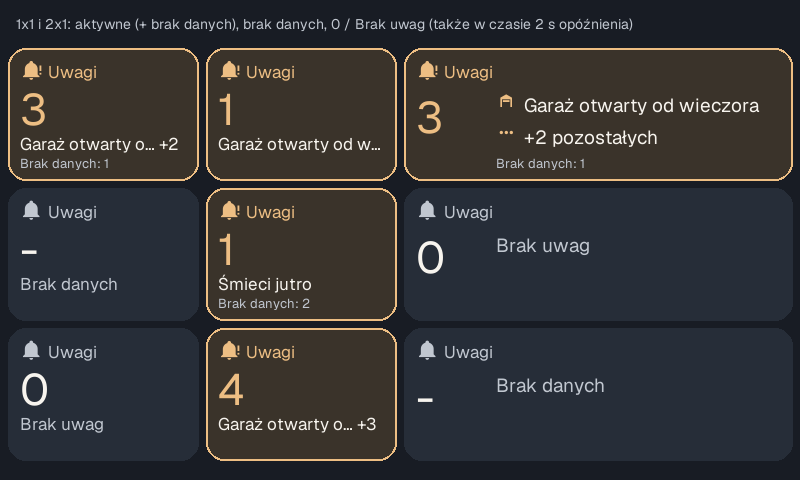 1x1 i 2x1: aktywne (+ brak danych), brak danych, 0 / Brak uwag (także w czasie 2 s opóźnienia)
Uwagi
3
Garaż otwarty o... +2
Brak danych: 1
Uwagi
1
Garaż otwarty od w...
Uwagi
3
Garaż otwarty od wieczora
+2 pozostałych
Brak danych: 1
Uwagi
–
Brak danych
Uwagi
1
Śmieci jutro
Brak danych: 2
Uwagi
0
Brak uwag
Uwagi
0
Brak uwag
Uwagi
4
Garaż otwarty o... +3
Uwagi
–
Brak danych